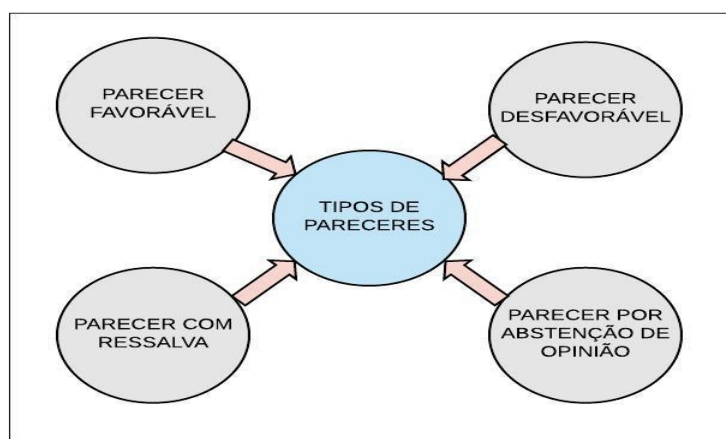 PARECER
FAVORÁVEL
PARECER
DESFAVORÁVEL
TIPOS DE
PARECERES
PARECER COM
RESSALVA
PARECER POR
ABSTENÇÃO DE
OPINIÃO